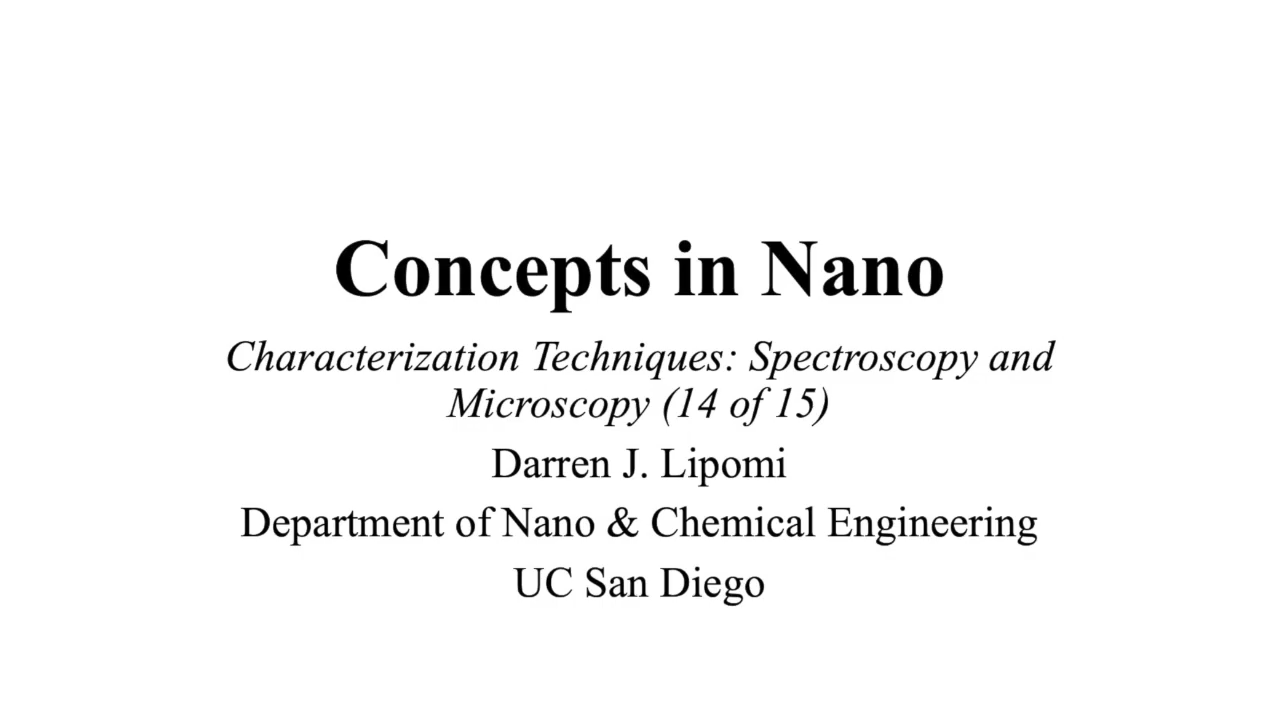 Concepts in Nano
Characterization Techniques: Spectroscopy and
Microscopy (14 of 15)
Darren J. Lipomi
Department of Nano & Chemical Engineering
UC San Diego